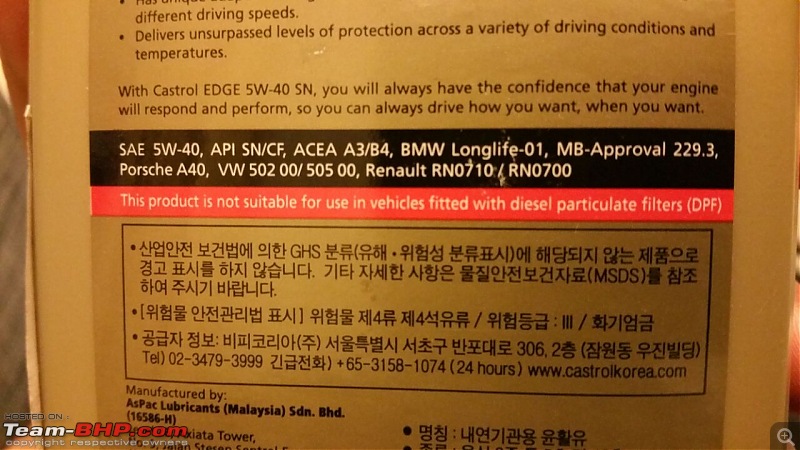 different driving speeds.
• Delivers unsurpassed levels of protection across a variety of driving conditions and
temperatures.
With Castrol EDGE 5W-40 SN, you will always have the confidence that your engine
will respond and perform, so you can always drive how you want, when you want.
SAE 5W-40, API SN/CF, ACEA A3/B4, BMW Longlife-01, MB-Approval 229.3,
Porsche A40, VW 502 00/ 505 00, Renault RN0710 / RN0700
This product is not suitable for use in vehicles fitted with diesel particulate filters (DPF)
• 산업안전 보건법에 의한 GHS 분류(유해 · 위험성 분류표시)에 해당되지 않는 제품으로
경고 표시를 하지 않습니다. 기타 자세한 사항은 물질안전보건자료(MSDS)를 참조
하여 주시기 바랍니다.
• [위험물 안전관리법 표시] 위험물 제4류 제4석유류 / 위험등급 : III / 화기엄금
• 공급자 정보: 비피코리아(주) 서울특별시 서초구 반포대로 306, 2층 (잠원동 우진빌딩)
Tel) 02-3479-3999 긴급전화) +65-3158-1074 (24 hours) www.castrolkorea.com
Manufactured by:
AsPac Lubricants (Malaysia) Sdn. Bhd.
(16586-H)
Tower,
• 명칭 : 내연기관용 윤활유
HOSTED ON :
Team-BHP.com
copyright respective owners